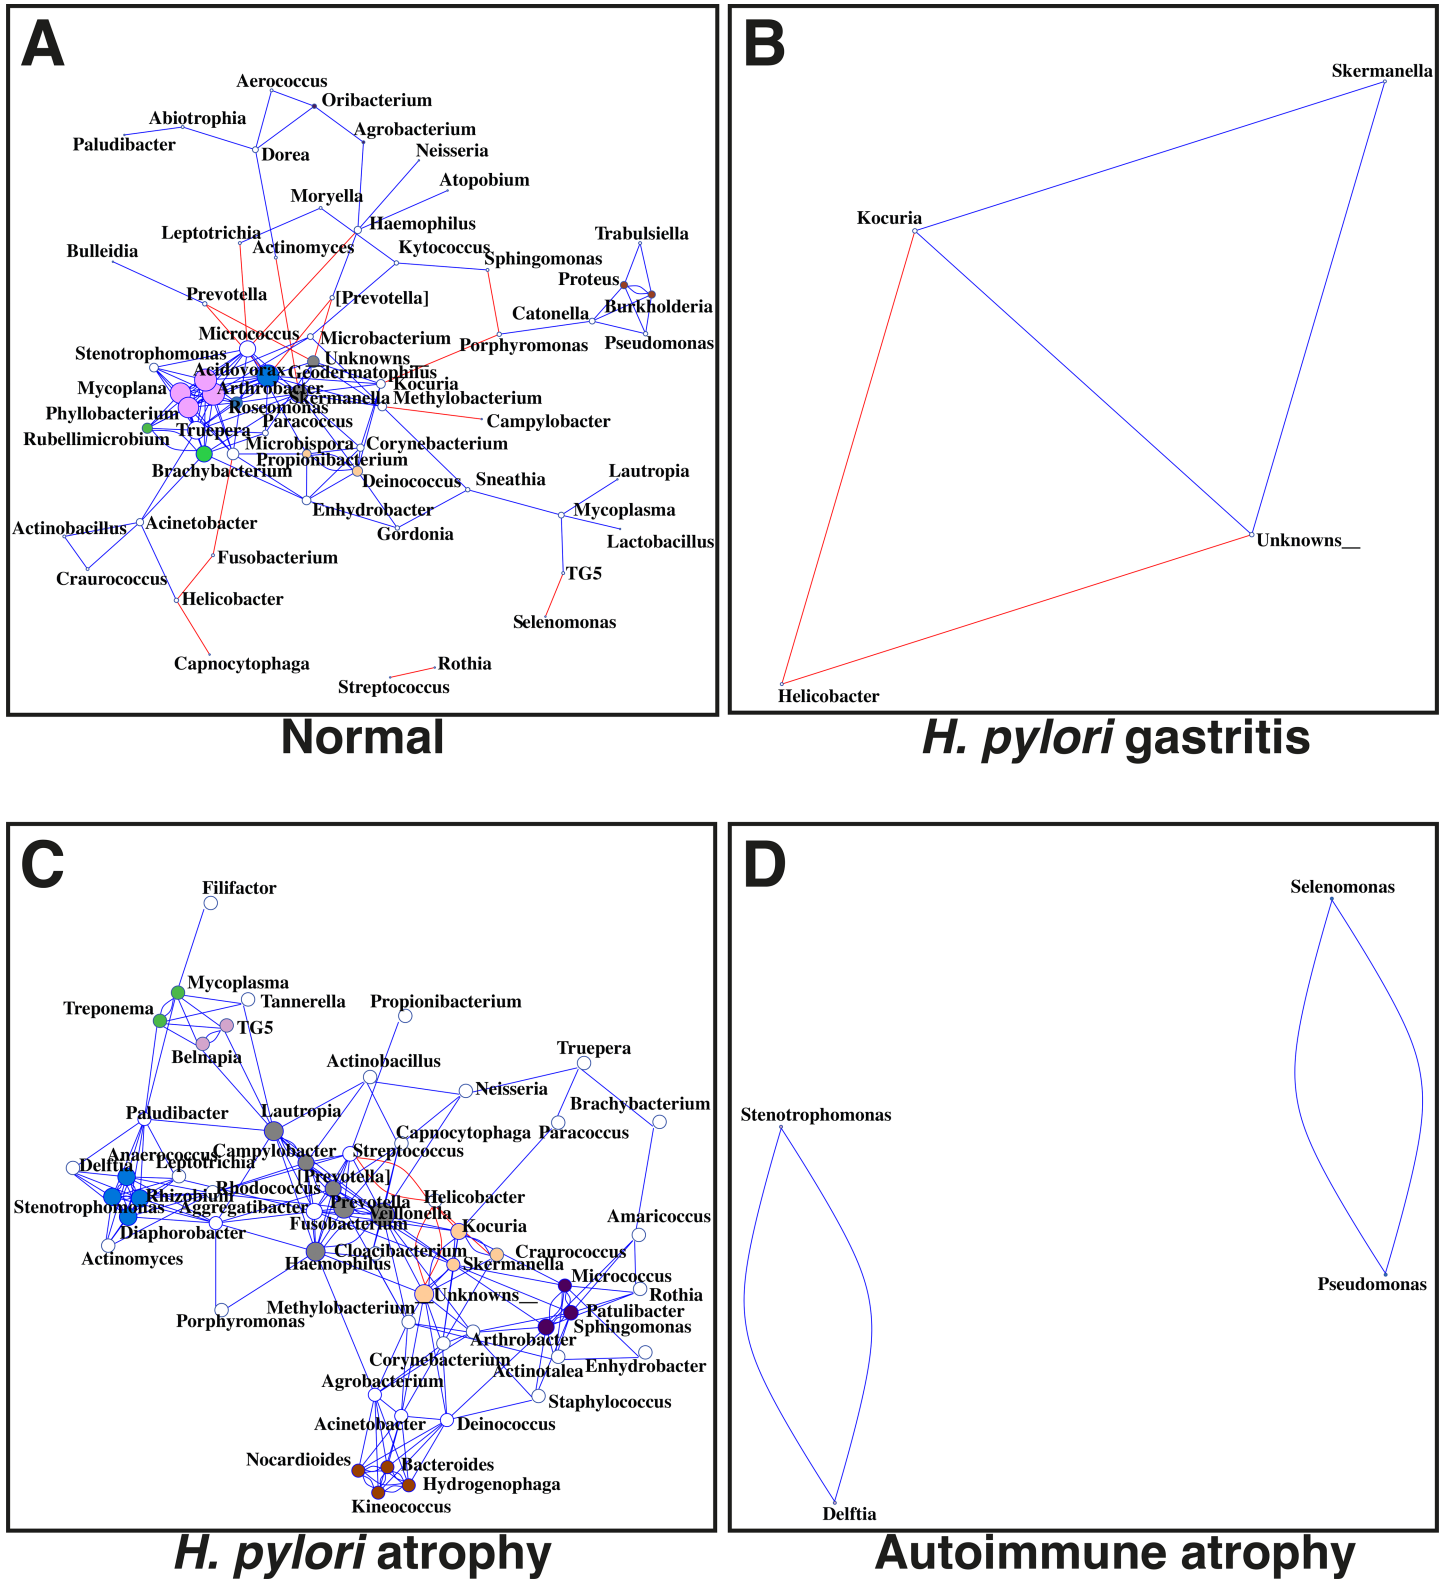 A
Aerococcus
Oribacterium
Abiotrophia
Agrobacterium
Paludibacter
Dorea
Neisseria
Atopobium
Moryella
Haemophilus
Leptotrichia
Actinomyces
Kytococcus
Trabulsiella
Bulleidia
Sphingomonas
Proteus
Prevotella
[Prevotella]
Burkholderia
Catonella
Micrococcus
Microbacterium
Porphyromonas
Pseudomonas
Stenotrophomonas
Unknowns
Acidovorax
Geodermatophilus
Mycoplana
Arthrobacter
Kocuria
Skermanella
Methylobacterium
Phyllobacterium
Roseomonas
Paracoccus
Campylobacter
Rubellimicrobium
Truepera
Microbispora
Corynebacterium
Propionibacterium
Brachybacterium
Deinococcus
Sneathia
Lautropia
Enhydrobacter
Mycoplasma
Actinobacillus
Acinetobacter
Gordonia
Lactobacillus
Fusobacterium
Craurococcus
TG5
Helicobacter
Selenomonas
Capnocytophaga
Rothia
Streptococcus
Normal
B
Skermanella
Kocuria
Unknowns__
Helicobacter
H. pylori gastritis
C
Filifactor
Mycoplasma
Tannerella
Propionibacterium
Treponema
TG5
Belnapia
Actinobacillus
Truepera
Neisseria
Paludibacter
Lautropia
Brachybacterium
Capnocytophaga
Paracoccus
Anaerococcus
Campylobacter
Streptococcus
Delftia
Leptotrichia
[Prevotella]
Rhodococcus
Rhizobium
Helicobacter
Stenotrophomonas
Aggregatibacter
Prevotella
Veillonella
Fusobacterium
Kocuria
Amaricoccus
Diaphorobacter
Actinomyces
Cloacibacterium
Craurococcus
Haemophilus
Skermanella
Micrococcus
Unknowns__
Rothia
Methylobacterium
Patulibacter
Porphyromonas
Sphingomonas
Arthrobacter
Corynebacterium
Actinotalea
Enhydrobacter
Agrobacterium
Staphylococcus
Acinetobacter
Deinococcus
Nocardioides
Bacteroides
Hydrogenophaga
Kineococcus
H. pylori atrophy
D
Selenomonas
Stenotrophomonas
Pseudomonas
Delftia
Autoimmune atrophy